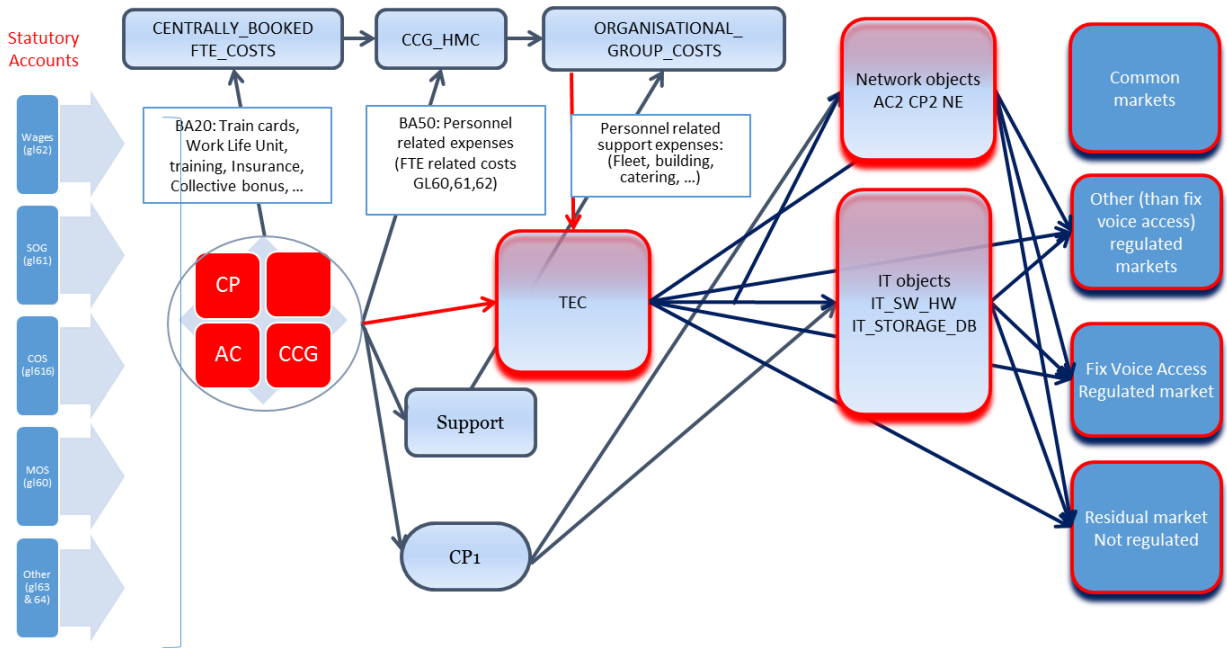 Statutory
Accounts
Wages
(gl62)
SOG
(gl61)
COS
(gl616)
MOS
(gl60)
Other
(gl63
& 64)
CENTRALLY_BOOKED
FTE_COSTS
CCG_HMC
ORGANISATIONAL_
GROUP_COSTS
BA20: Train cards,
Work Life Unit,
training, Insurance,
Collective bonus, ...
BA50: Personnel
related expenses
(FTE related costs
GL60,61,62)
Personnel related
support expenses:
(Fleet, building,
catering, ...)
CP
AC
CCG
TEC
Support
CP1
Network objects
AC2 CP2 NE
IT objects
IT_SW_HW
IT_STORAGE_DB
Common
markets
Other (than fix
voice access)
regulated
markets
Fix Voice Access
Regulated market
Residual market
Not regulated